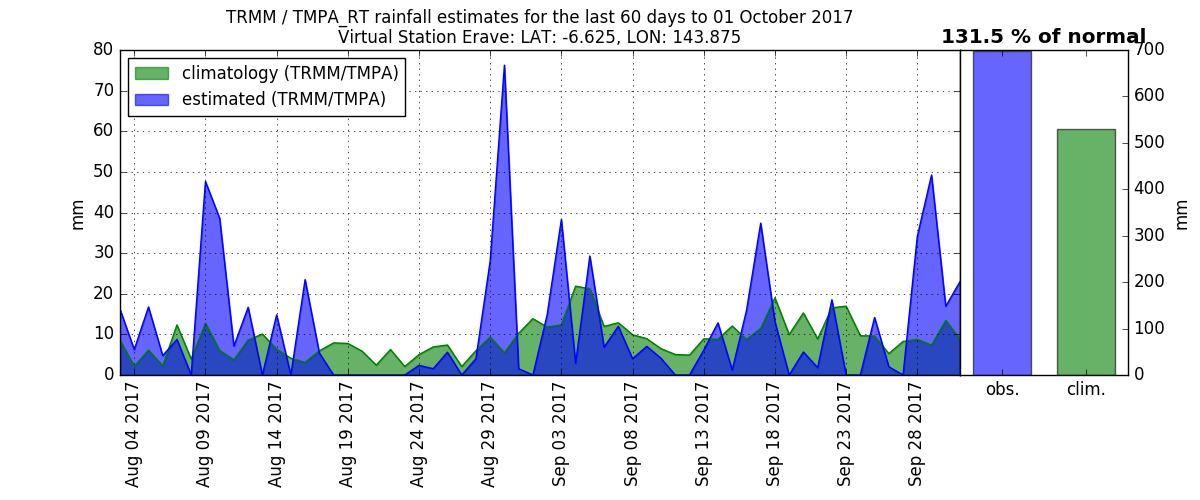 TRMM / TMPA_RT rainfall estimates for the last 60 days to 01 October 2017
Virtual Station Erave: LAT: -6.625, LON: 143.875
131.5 % of normal
climatology (TRMM/TMPA)
estimated (TRMM/TMPA)
mm
80
70
60
50
40
30
20
10
0
Aug 04 2017
Aug 09 2017
Aug 14 2017
Aug 19 2017
Aug 24 2017
Aug 29 2017
Sep 03 2017
Sep 08 2017
Sep 13 2017
Sep 18 2017
Sep 23 2017
Sep 28 2017
obs.
clim.
700
600
500
400
300
200
100
0
mm